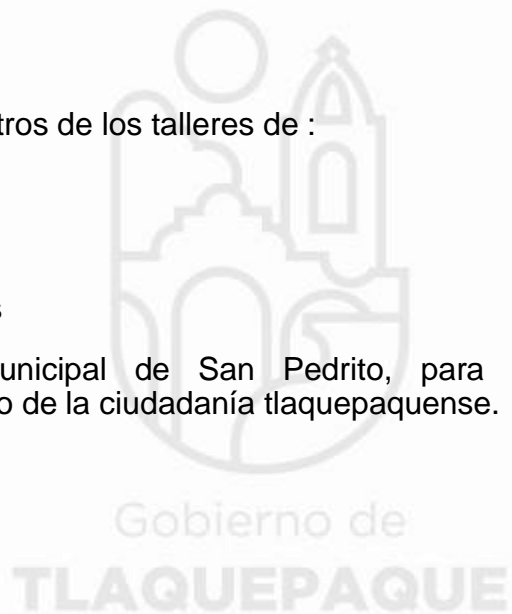 tros de los talleres de :
s
unicipal de San Pedrito, para
o de la ciudadanía tlaquepaquense.
Gobierno de
TLAQUEPAQUE